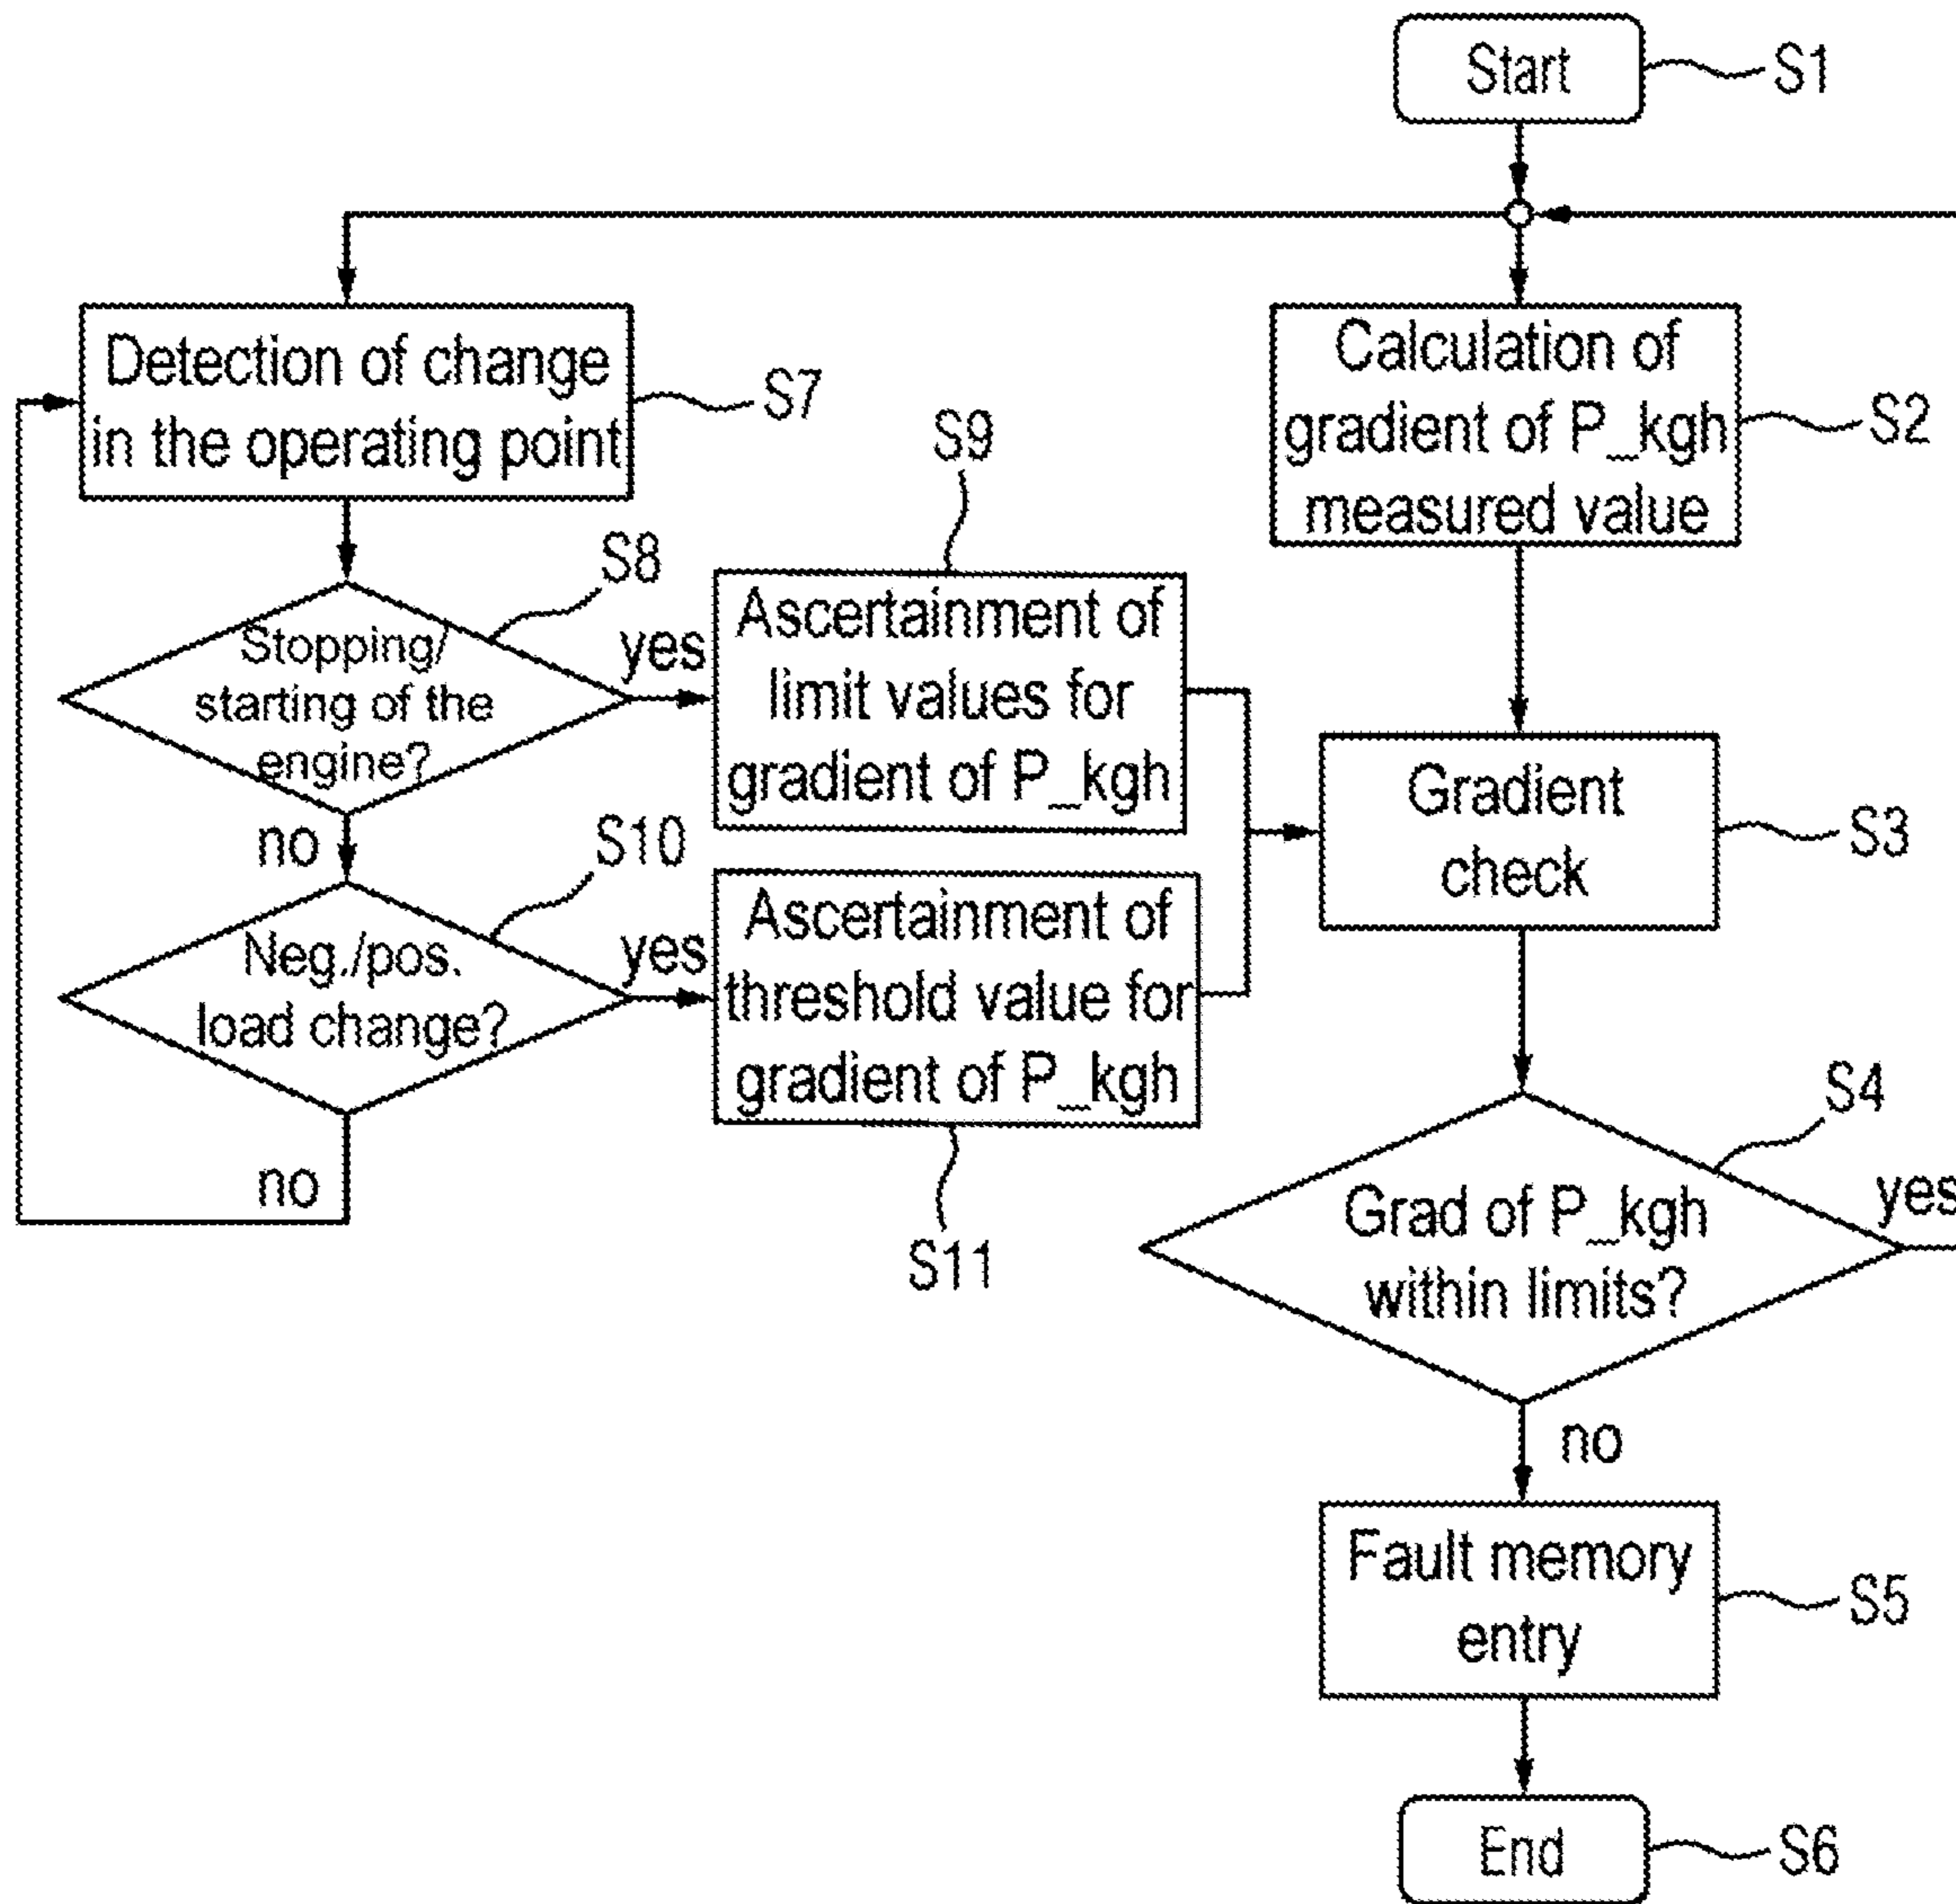 Start
S1
Detection of change
in the operating point
S7
Calculation of
gradient of P_kgh
measured value
S2
S9
S8
Stopping/
starting of the
engine?
yes
Ascertainment of
limit values for
gradient of P_kgh
no
Gradient
check
S3
S10
Neg./pos.
load change?
yes
Ascertainment of
threshold value for
gradient of P_kgh
no
S11
S4
Grad of P_kgh
within limits?
yes
no
Fault memory
entry
S5
End
S6